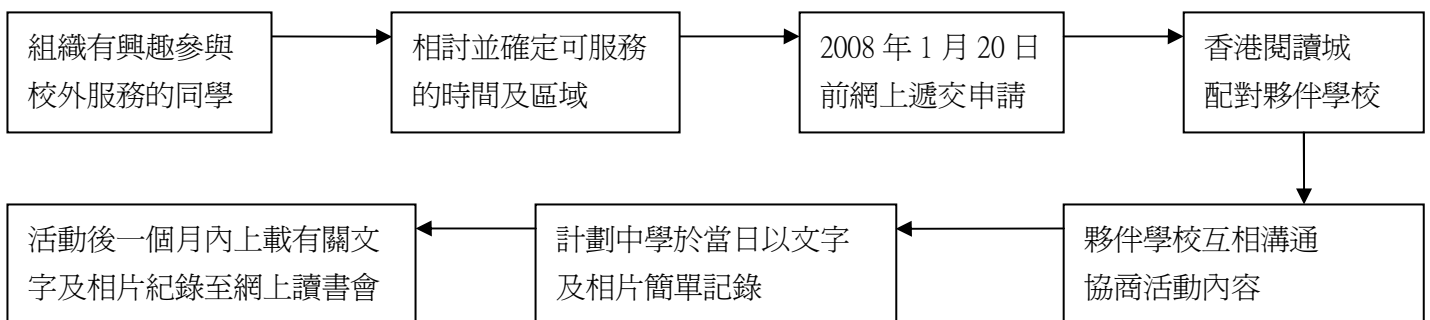 組織有興趣參與
校外服務的同學
相討並確定可服務
的時間及區域
2008 年 1 月 20 日
前網上遞交申請
香港閱讀城
配對夥伴學校
夥伴學校互相溝通
協商活動內容
計劃中學於當日以文字
及相片簡單記錄
活動後一個月內上載有關文
字及相片紀錄至網上讀書會